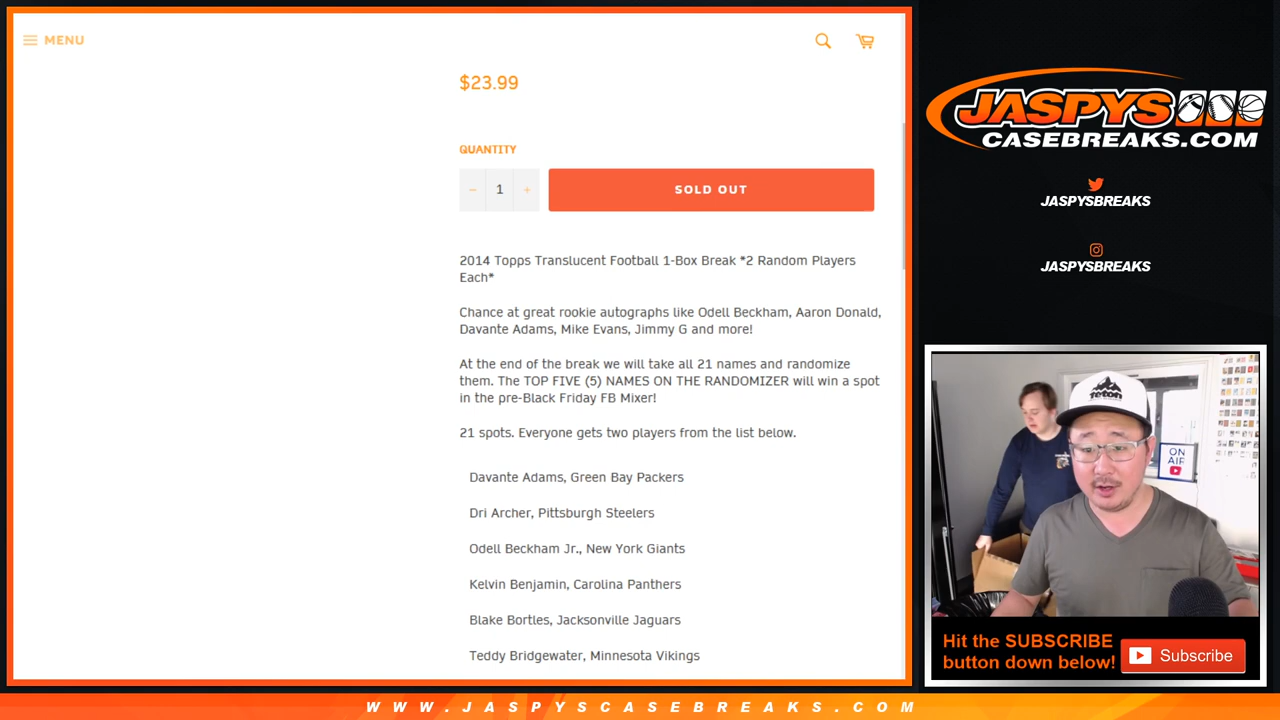 MENU
$23.99
QUANTITY
− 1 +
SOLD OUT
2014 Topps Translucent Football 1-Box Break *2 Random Players
Each*
Chance at great rookie autographs like Odell Beckham, Aaron Donald,
Davante Adams, Mike Evans, Jimmy G and more!
At the end of the break we will take all 21 names and randomize
them. The TOP FIVE (5) NAMES ON THE RANDOMIZER will win a spot
in the pre-Black Friday FB Mixer!
21 spots. Everyone gets two players from the list below.
Davante Adams, Green Bay Packers
Dri Archer, Pittsburgh Steelers
Odell Beckham Jr., New York Giants
Kelvin Benjamin, Carolina Panthers
Blake Bortles, Jacksonville Jaguars
Teddy Bridgewater, Minnesota Vikings
JASPYS
CASEBREAKS.COM
JASPYSBREAKS
JASPYSBREAKS
teton
ON
AIR
Hit the SUBSCRIBE
button down below!
Subscribe
WWW.JASPYSCASEBREAKS.COM